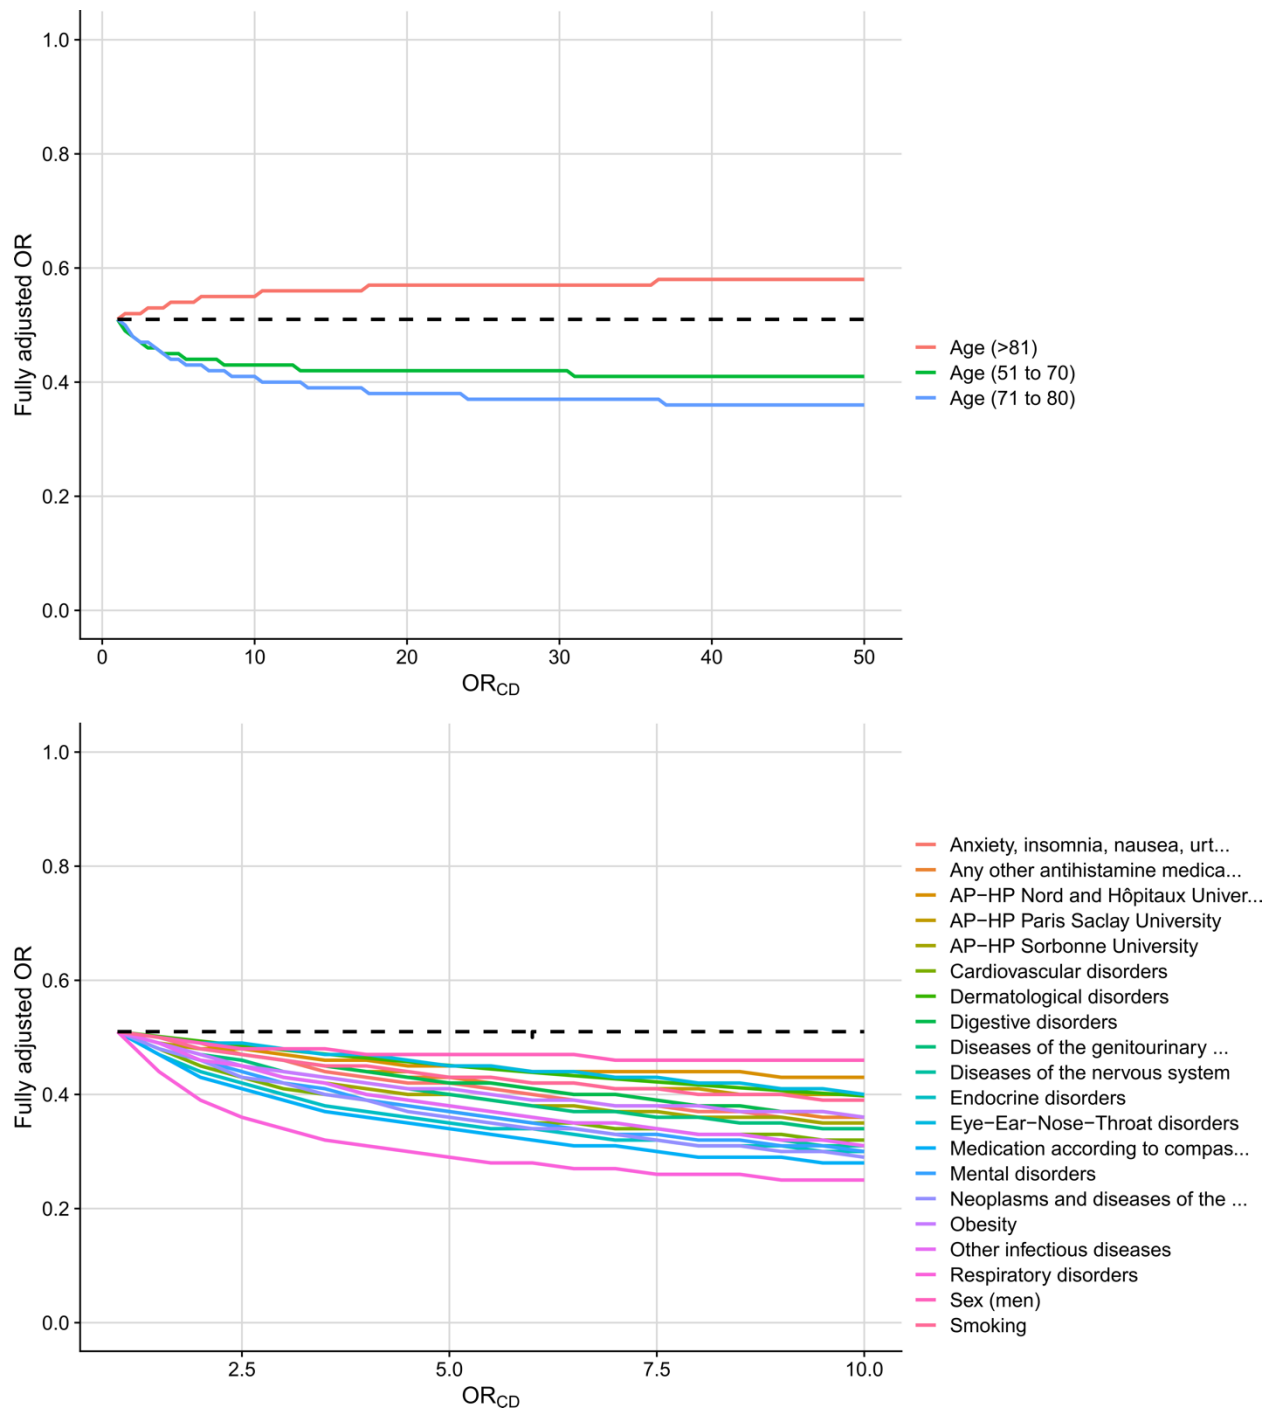 1.0
0.8
0.6
0.4
0.2
0.0
Fully adjusted OR
0 10 20 30 40 50
OR_CD
Age (>81)
Age (51 to 70)
Age (71 to 80)
1.0
0.8
0.6
0.4
0.2
0.0
Fully adjusted OR
2.5 5.0 7.5 10.0
OR_CD
Anxiety, insomnia, nausea, urt...
Any other antihistamine medica...
AP−HP Nord and Hôpitaux Univer...
AP−HP Paris Saclay University
AP−HP Sorbonne University
Cardiovascular disorders
Dermatological disorders
Digestive disorders
Diseases of the genitourinary ...
Diseases of the nervous system
Endocrine disorders
Eye−Ear−Nose−Throat disorders
Medication according to compas...
Mental disorders
Neoplasms and diseases of the ...
Obesity
Other infectious diseases
Respiratory disorders
Sex (men)
Smoking